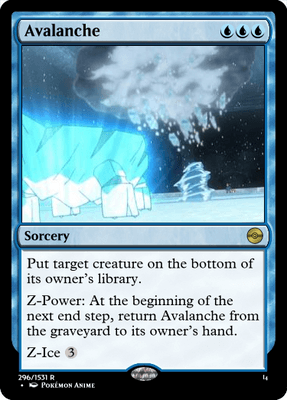 Avalanche
Sorcery
Put target creature on the bottom of
its owner's library.
Z-Power: At the beginning of the
next end step, return Avalanche from
the graveyard to its owner's hand.
Z-Ice 3
296/1531 R
Pokémon Anime